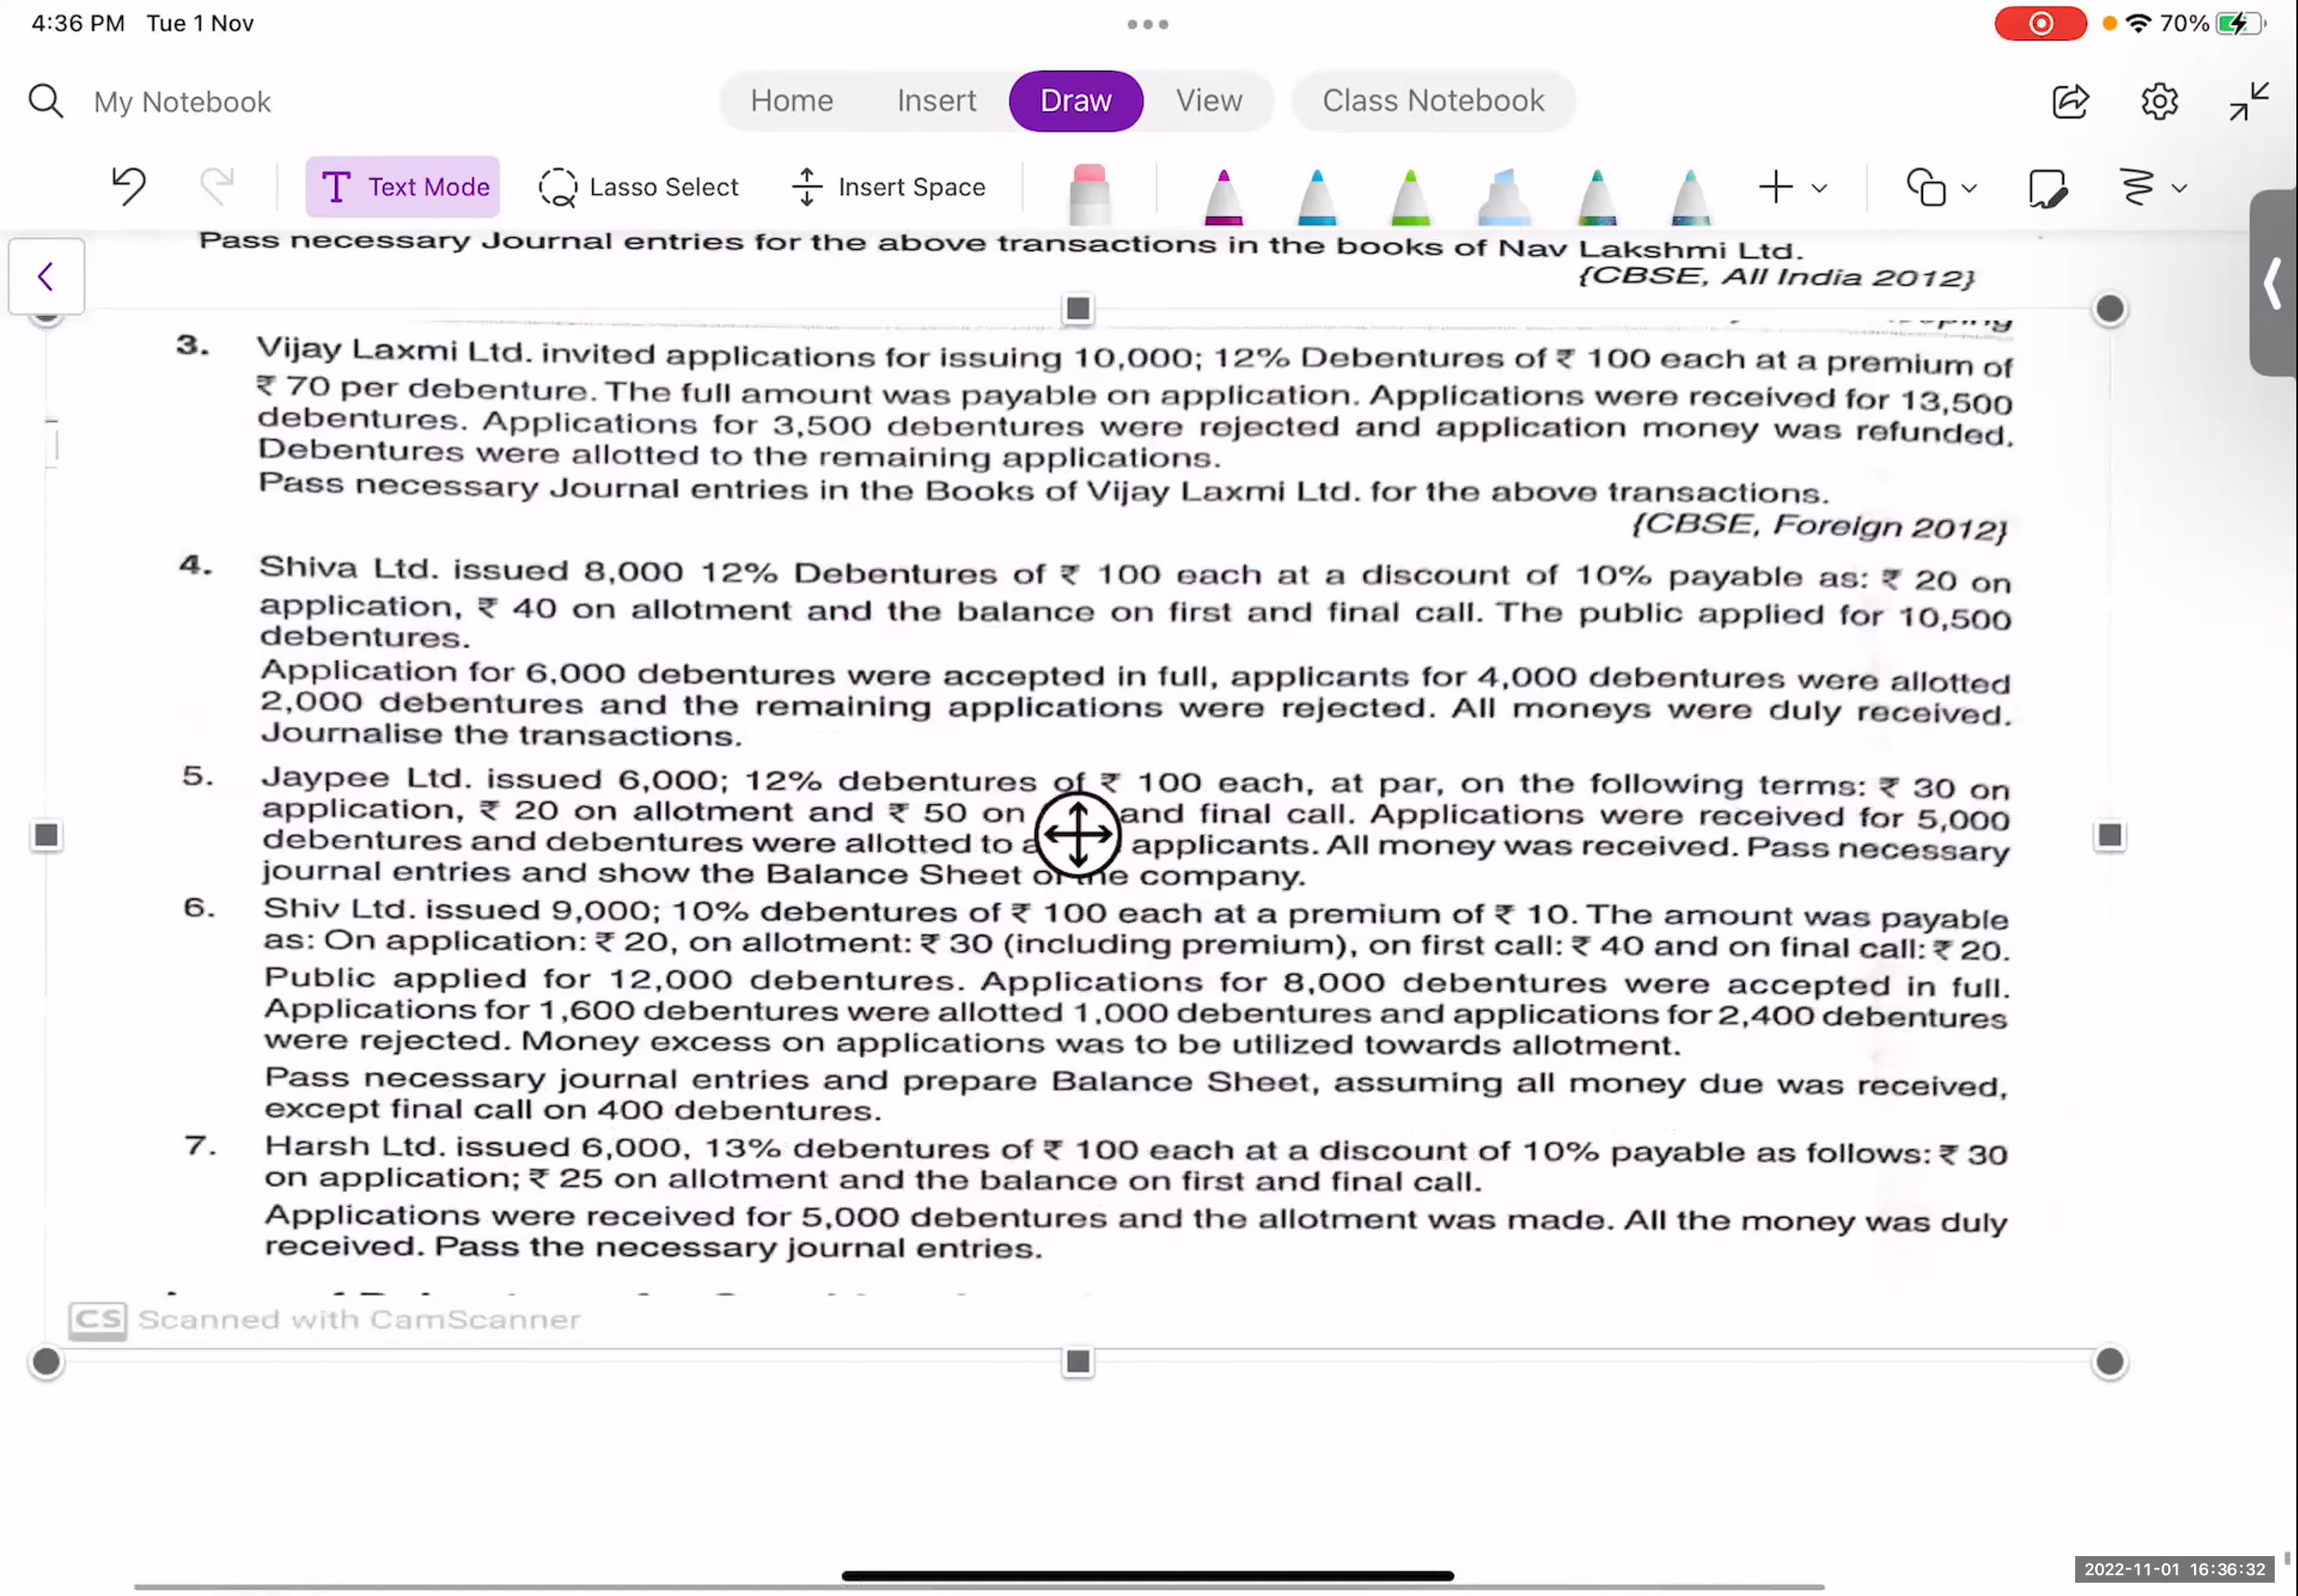 4:36 PM Tue 1 Nov
70%
My Notebook
Home Insert Draw View Class Notebook
Text Mode Lasso Select Insert Space
Pass necessary Journal entries for the above transactions in the books of Nav Lakshmi Ltd.
{CBSE, All India 2012}
3. Vijay Laxmi Ltd. invited applications for issuing 10,000; 12% Debentures of ₹ 100 each at a premium of
₹ 70 per debenture. The full amount was payable on application. Applications were received for 13,500
debentures. Applications for 3,500 debentures were rejected and application money was refunded.
Debentures were allotted to the remaining applications.
Pass necessary Journal entries in the Books of Vijay Laxmi Ltd. for the above transactions.
{CBSE, Foreign 2012}
4. Shiva Ltd. issued 8,000 12% Debentures of ₹ 100 each at a discount of 10% payable as: ₹ 20 on
application, ₹ 40 on allotment and the balance on first and final call. The public applied for 10,500
debentures.
Application for 6,000 debentures were accepted in full, applicants for 4,000 debentures were allotted
2,000 debentures and the remaining applications were rejected. All moneys were duly received.
Journalise the transactions.
5. Jaypee Ltd. issued 6,000; 12% debentures of ₹ 100 each, at par, on the following terms: ₹ 30 on
application, ₹ 20 on allotment and ₹ 50 on and final call. Applications were received for 5,000
debentures and debentures were allotted to applicants. All money was received. Pass necessary
journal entries and show the Balance Sheet of the company.
6. Shiv Ltd. issued 9,000; 10% debentures of ₹ 100 each at a premium of ₹ 10. The amount was payable
as: On application: ₹ 20, on allotment: ₹ 30 (including premium), on first call: ₹ 40 and on final call: ₹ 20.
Public applied for 12,000 debentures. Applications for 8,000 debentures were accepted in full.
Applications for 1,600 debentures were allotted 1,000 debentures and applications for 2,400 debentures
were rejected. Money excess on applications was to be utilized towards allotment.
Pass necessary journal entries and prepare Balance Sheet, assuming all money due was received,
except final call on 400 debentures.
7. Harsh Ltd. issued 6,000, 13% debentures of ₹ 100 each at a discount of 10% payable as follows: ₹ 30
on application; ₹ 25 on allotment and the balance on first and final call.
Applications were received for 5,000 debentures and the allotment was made. All the money was duly
received. Pass the necessary journal entries.
CS Scanned with CamScanner
2022-11-01 16:36:32